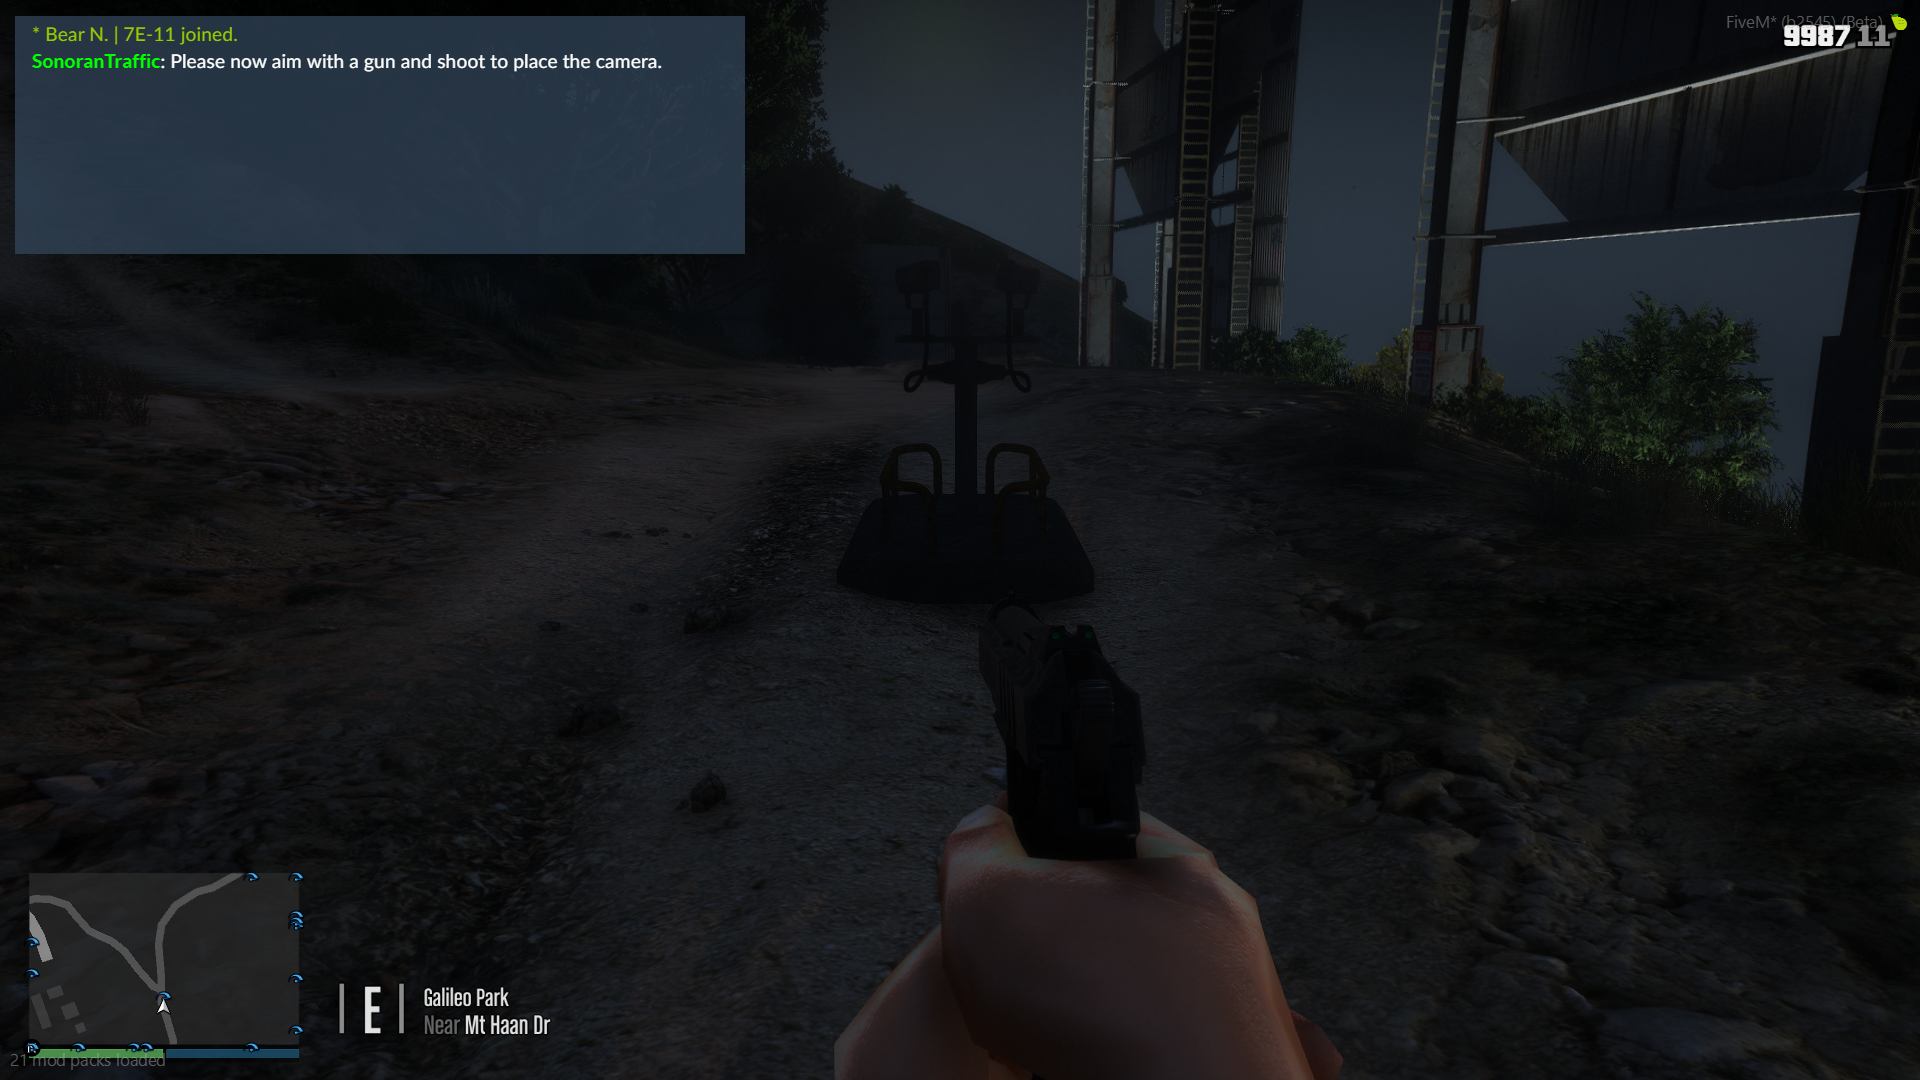 * Bear N. | 7E-11 joined.
SonoranTraffic: Please now aim with a gun and shoot to place the camera.
FiveM* (b2545) (Beta)
9987 11
E
Galileo Park
Near Mt Haan Dr
21 mod packs loaded